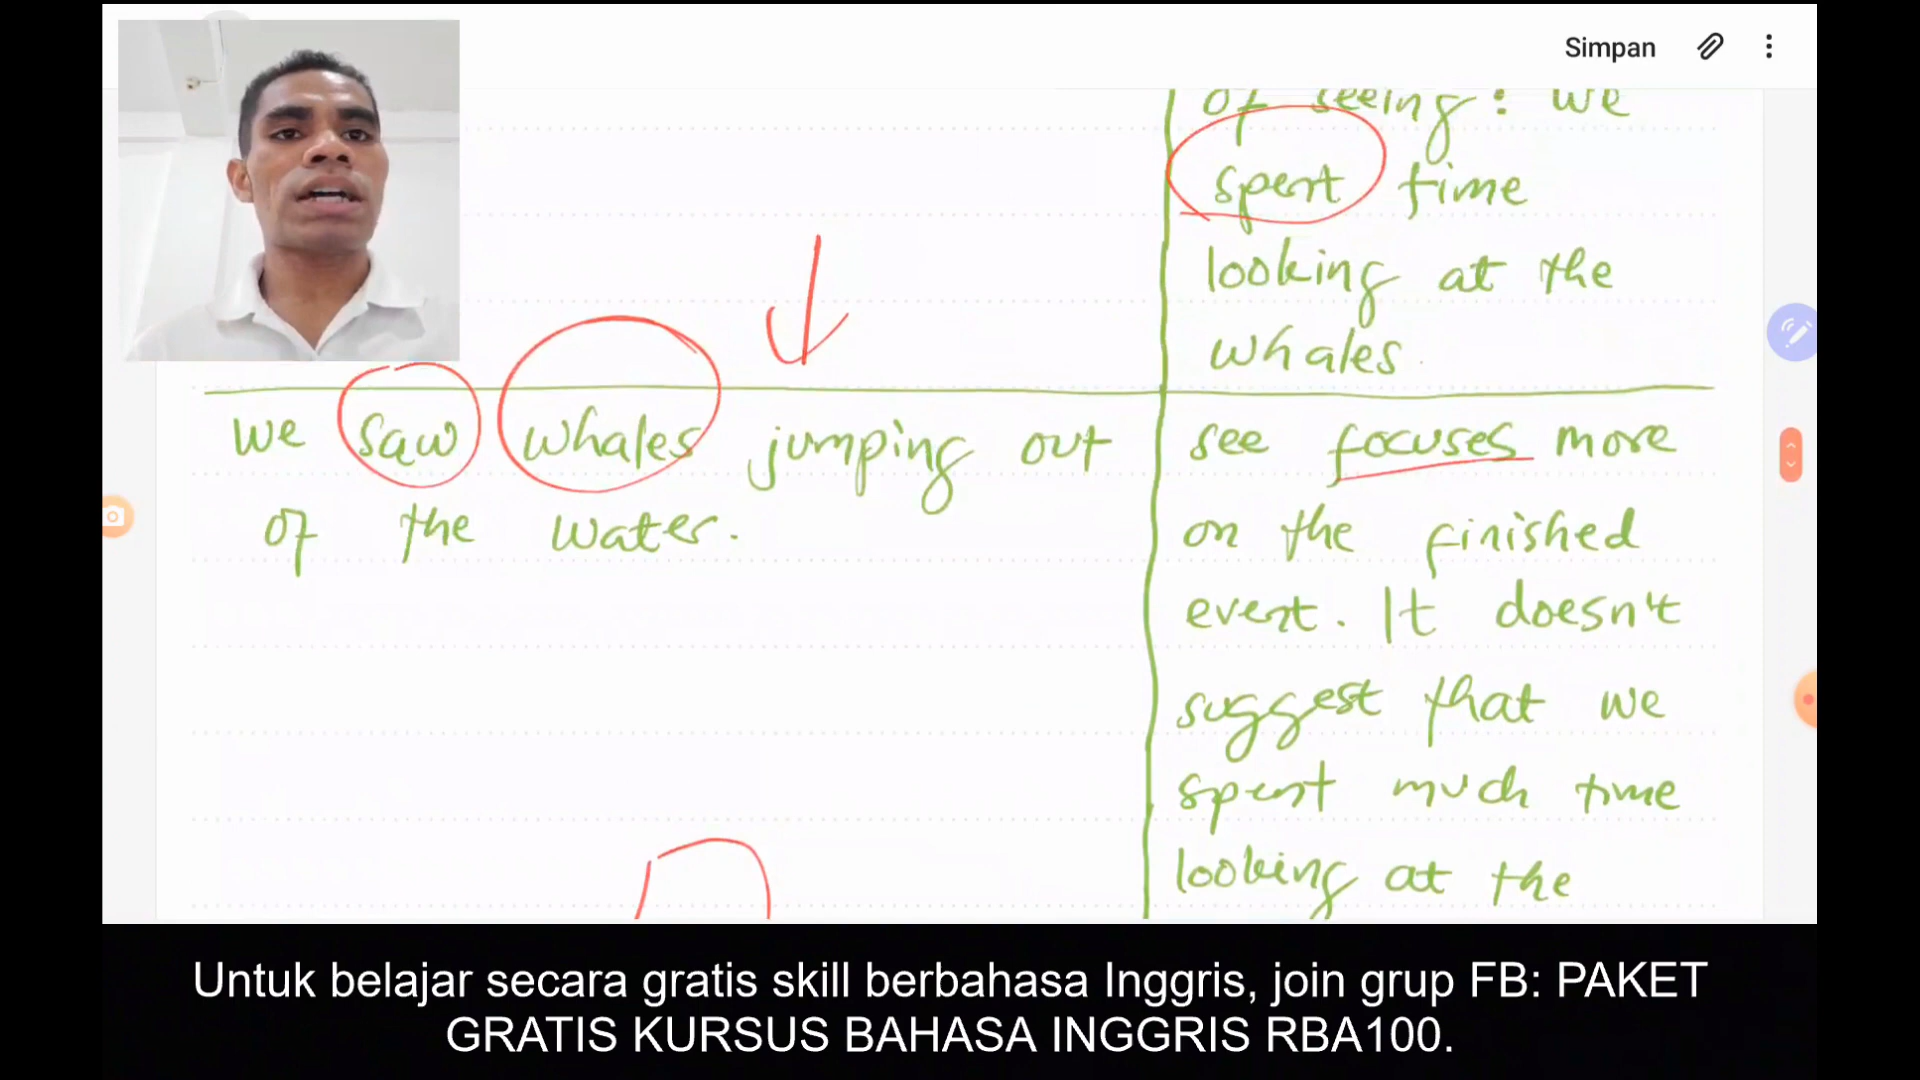 Simpan
of seeing: we
spent time
looking at the
whales.
we saw whales jumping out
of the water.
see focuses more
on the finished
event. It doesn't
suggest that we
spent much time
looking at the
Untuk belajar secara gratis skill berbahasa Inggris, join grup FB: PAKET
GRATIS KURSUS BAHASA INGGRIS RBA100.